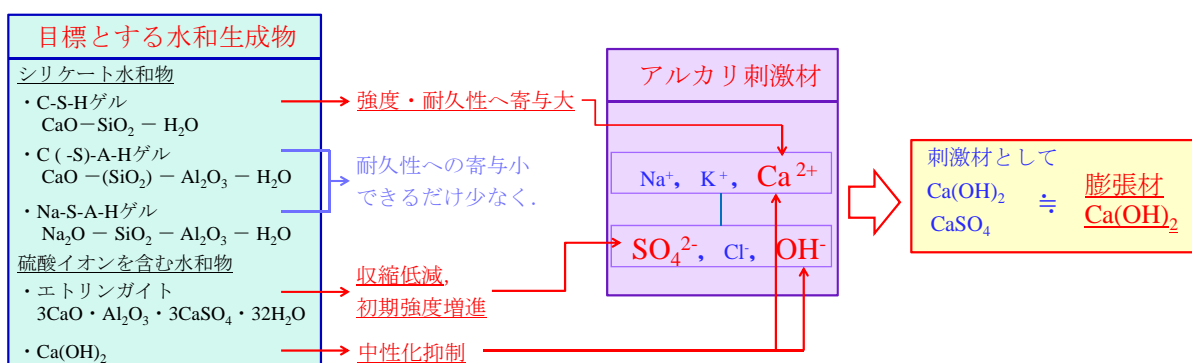 目標とする水和生成物
シリケート水和物
・C-S-Hゲル
CaO－SiO₂ － H₂O
・C ( -S)-A-Hゲル
CaO －(SiO₂) － Al₂O₃ － H₂O
・Na-S-A-Hゲル
Na₂O － SiO₂ － Al₂O₃ － H₂O
硫酸イオンを含む水和物
・エトリンガイト
3CaO・Al₂O₃・3CaSO₄・32H₂O
・Ca(OH)₂
強度・耐久性へ寄与大
耐久性への寄与小
できるだけ少なく.
収縮低減,
初期強度増進
中性化抑制
アルカリ刺激材
Na⁺, K⁺, Ca²⁺
SO₄²⁻, Cl⁻, OH⁻
刺激材として
Ca(OH)₂
CaSO₄
≒
膨張材
Ca(OH)₂